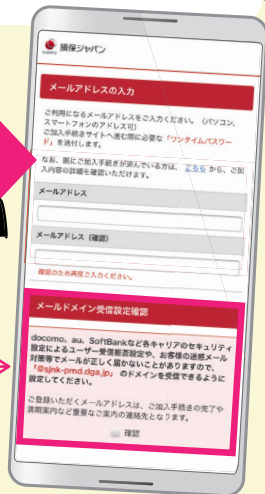 損保ジャパン
メールアドレスの入力
ご利用になるメールアドレスをご入力ください。（パソコン、
スマートフォンのアドレス可）
ご加入手続きサイトへ進む際に必要な「ワンタイムパスワー
ド」を送付します。
なお、既にご加入手続きが済んでいる方は、こちら から、ご加
入内容の詳細を確認いただけます。
メールアドレス
メールアドレス（確認）
確認のため再度ご入力ください。
メールドメイン受信設定確認
docomo、au、SoftBankなど各キャリアのセキュリティ
設定によるユーザー受信拒否設定や、お客様の迷惑メール
対策等でメールが正しく届かないことがありますので、
「@sjnk-pmd.dga.jp」のドメインを受信できるように
設定してください。
ご登録いただくメールアドレスは、ご加入手続きの完了や
満期案内など重要なご案内の連絡先となります。
確認